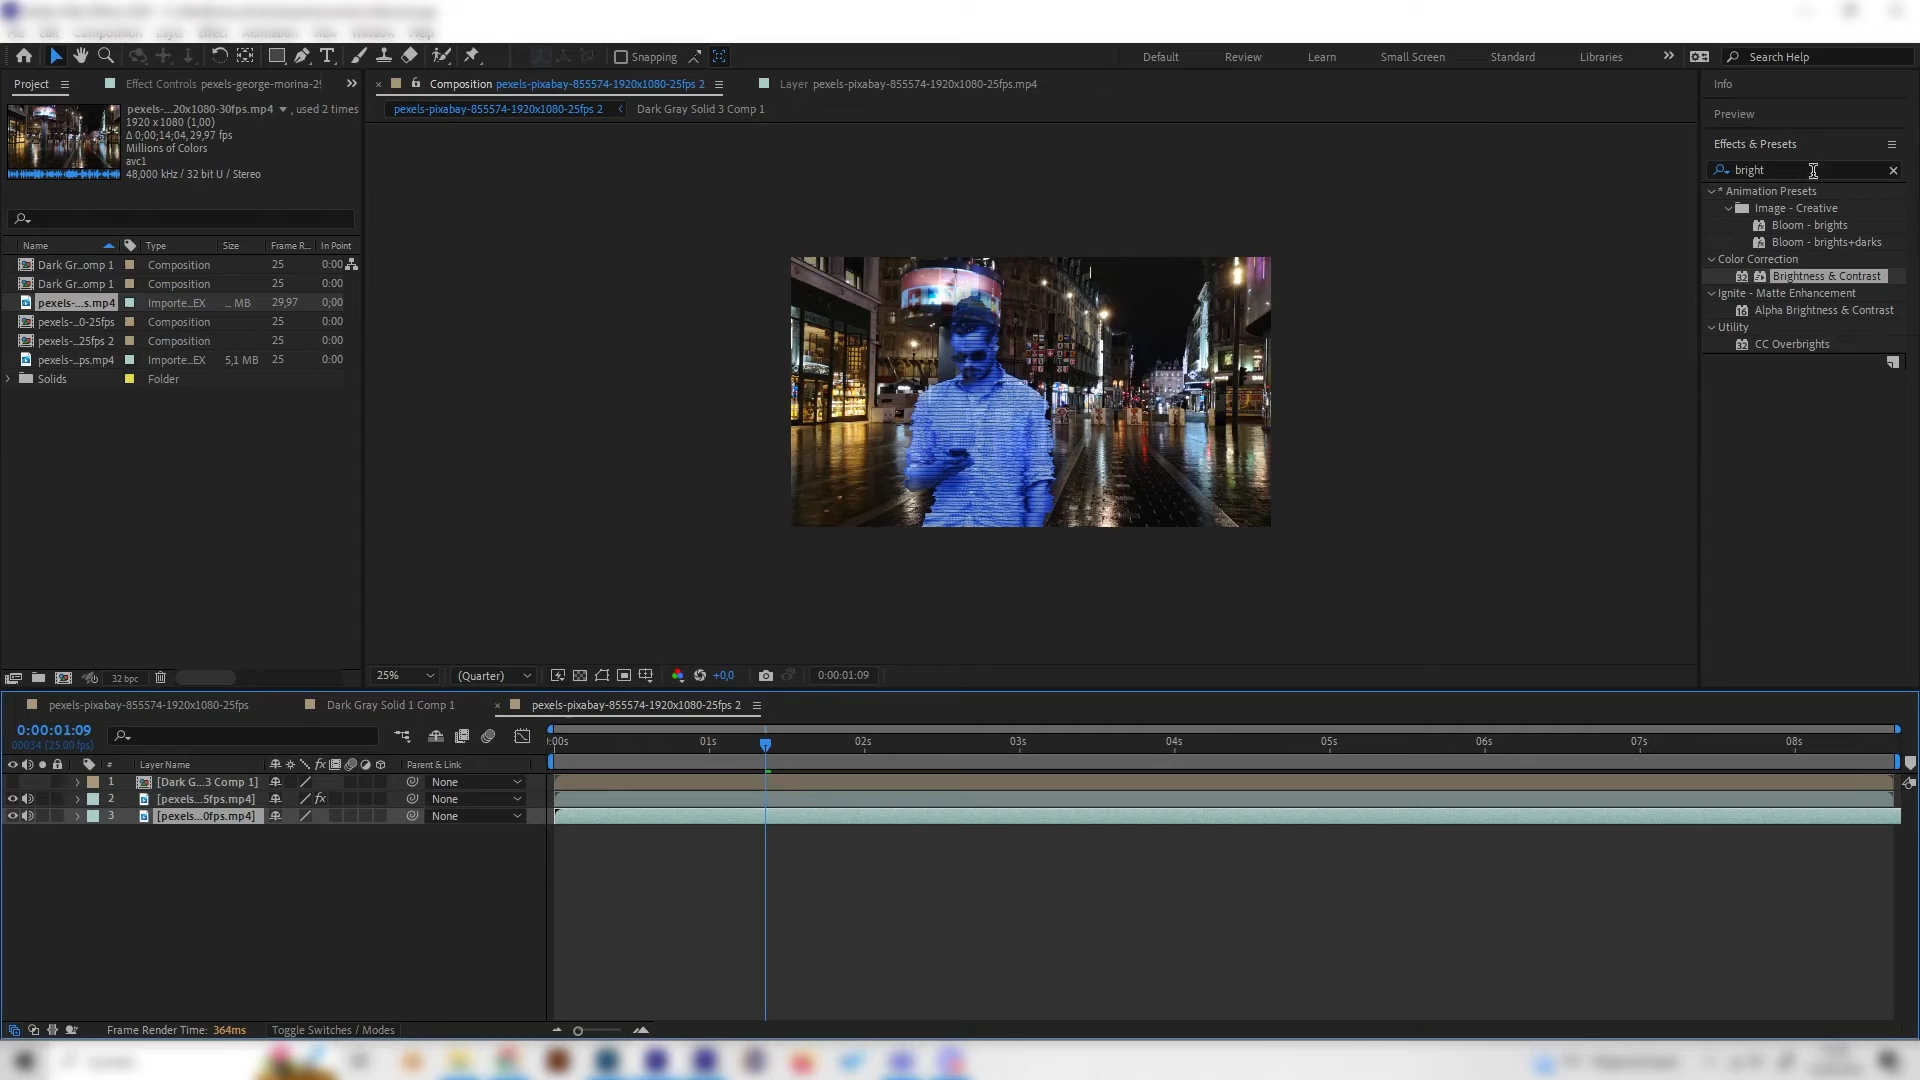 Snapping
Default
Review
Learn
Small Screen
Standard
Libraries
Search Help
Project
Effect Controls pexels-george-morina-29
Composition pexels-pixabay-855574-1920x1080-25fps 2
Layer pexels-pixabay-855574-1920x1080-25fps.mp4
pexels-pixabay-855574-1920x1080-25fps 2
Dark Gray Solid 3 Comp 1
pexels-...20x1080-30fps.mp4 , used 2 times
1920 x 1080 (1,00)
Δ 0;00;14;04, 29,97 fps
Millions of Colors
avc1
48,000 kHz / 32 bit U / Stereo
Name Type Size Frame R... In Point
Dark Gr...omp 1 Composition 25 0:00
Dark Gr...omp 1 Composition 25 0:00
pexels-...s.mp4 Importe...EX ... MB 29,97 0;00
pexels-...0-25fps Composition 25 0:00
pexels-...25fps 2 Composition 25 0:00
pexels-...ps.mp4 Importe...EX 5,1 MB 25 0:00
Solids Folder
32 bpc
25%
(Quarter)
+0,0
0:00:01:09
Info
Preview
Effects & Presets
bright
* Animation Presets
Image - Creative
Bloom - brights
Bloom - brights+darks
Color Correction
32 Brightness & Contrast
Ignite - Matte Enhancement
16 Alpha Brightness & Contrast
Utility
32 CC Overbrights
pexels-pixabay-855574-1920x1080-25fps
Dark Gray Solid 1 Comp 1
pexels-pixabay-855574-1920x1080-25fps 2
0:00:01:09
00034 (25.00 fps)
:00s 01s 02s 03s 04s 05s 06s 07s 08s
# Layer Name fx Parent & Link
1 [Dark G...3 Comp 1] None
2 [pexels...5fps.mp4] fx None
3 [pexels...0fps.mp4] None
Frame Render Time: 364ms
Toggle Switches / Modes